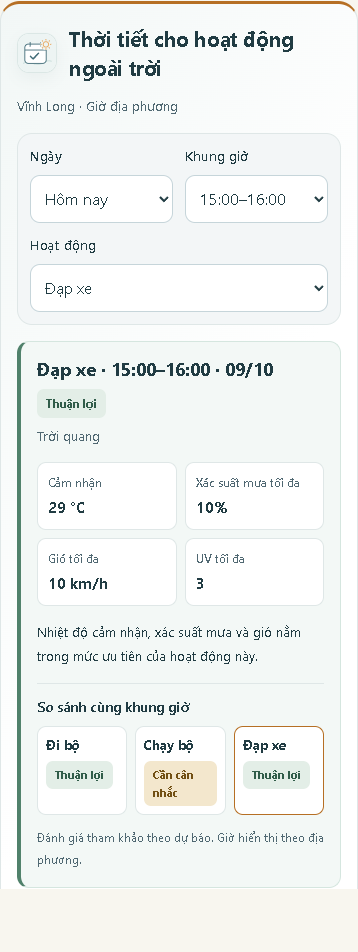 Thời tiết cho hoạt động
ngoài trời
Vĩnh Long · Giờ địa phương
Ngày
Khung giờ
Hôm nay
15:00–16:00
Hoạt động
Đạp xe
Đạp xe · 15:00–16:00 · 09/10
Thuận lợi
Trời quang
Cảm nhận
Xác suất mưa tối đa
29 °C
10%
Gió tối đa
UV tối đa
10 km/h
3
Nhiệt độ cảm nhận, xác suất mưa và gió nằm
trong mức ưu tiên của hoạt động này.
So sánh cùng khung giờ
Đi bộ
Chạy bộ
Đạp xe
Thuận lợi
Cần cân
nhắc
Thuận lợi
Đánh giá tham khảo theo dự báo. Giờ hiển thị theo địa
phương.